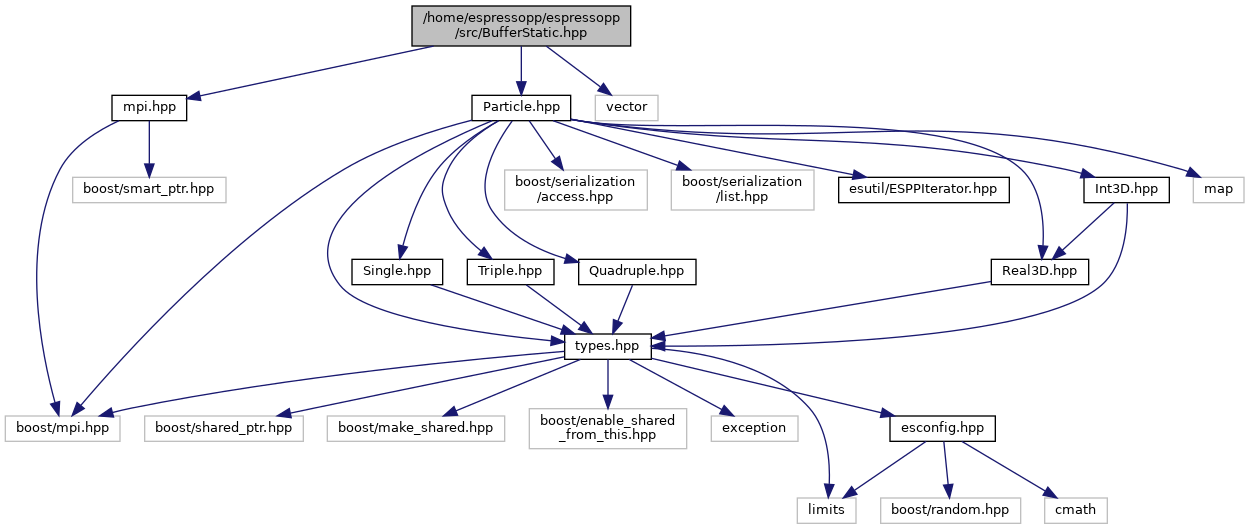 /home/espressopp/espressopp
/src/BufferStatic.hpp
mpi.hpp
Particle.hpp
vector
boost/smart_ptr.hpp
boost/serialization
/access.hpp
boost/serialization
/list.hpp
esutil/ESPPIterator.hpp
Int3D.hpp
map
Single.hpp
Triple.hpp
Quadruple.hpp
Real3D.hpp
types.hpp
boost/mpi.hpp
boost/shared_ptr.hpp
boost/make_shared.hpp
boost/enable_shared
_from_this.hpp
exception
esconfig.hpp
limits
boost/random.hpp
cmath